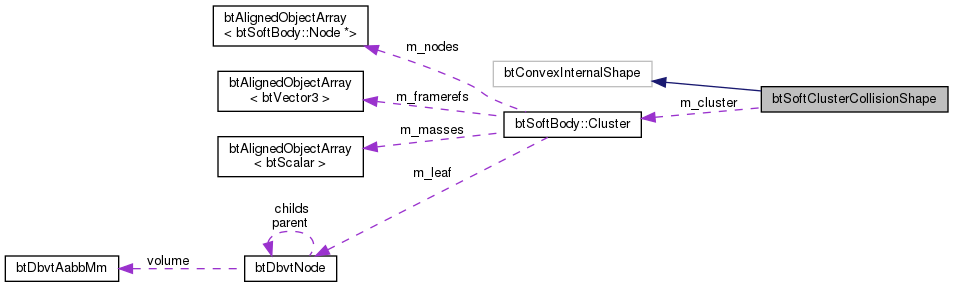 btAlignedObjectArray
< btSoftBody::Node *>
m_nodes
btConvexInternalShape
btAlignedObjectArray
< btVector3 >
m_framerefs
btSoftClusterCollisionShape
m_cluster
btSoftBody::Cluster
m_masses
btAlignedObjectArray
< btScalar >
m_leaf
childs
parent
volume
btDbvtAabbMm
btDbvtNode